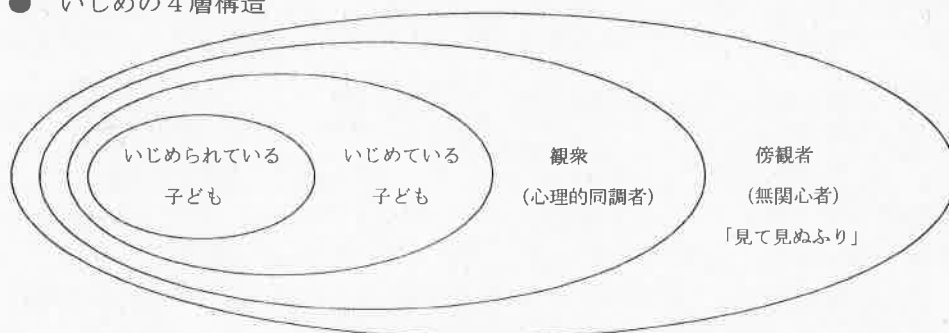 ● いじめの4層構造
いじめられている
子ども
いじめている
子ども
観衆
(心理的同調者)
傍観者
(無関心者)
「見て見ぬふり」